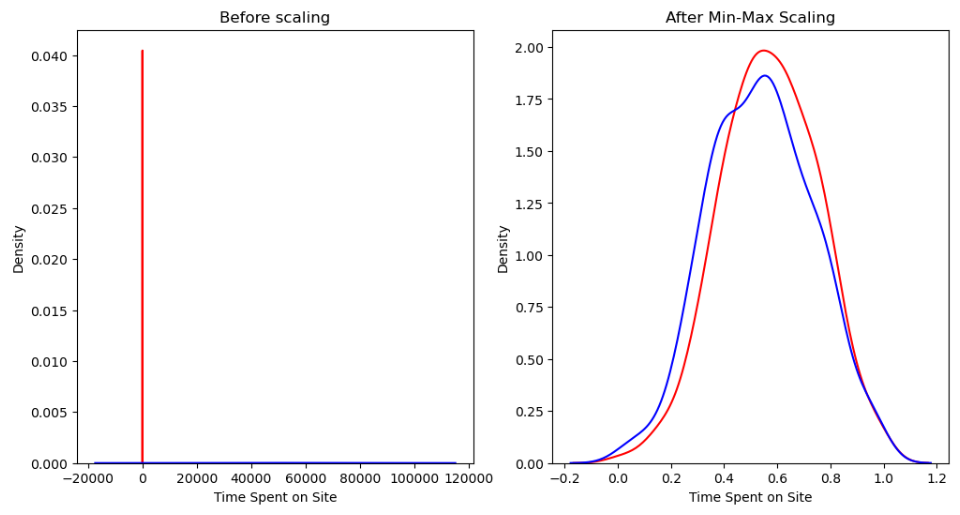 Before scaling
0.040
0.035
0.030
0.025
0.020
0.015
0.010
0.005
0.000
Density
−20000 0 20000 40000 60000 80000 100000 120000
Time Spent on Site
After Min-Max Scaling
2.00
1.75
1.50
1.25
1.00
0.75
0.50
0.25
0.00
Density
−0.2 0.0 0.2 0.4 0.6 0.8 1.0 1.2
Time Spent on Site